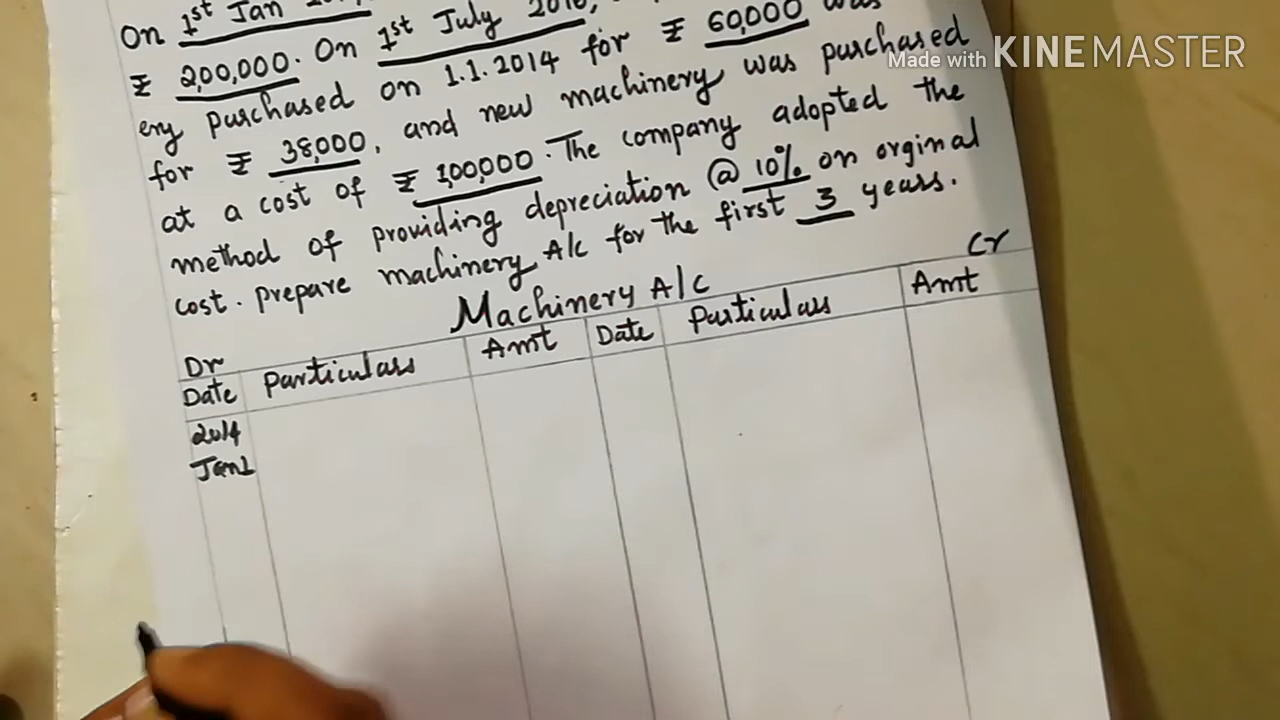 On 1st Jan
₹ 200,000. On 1st July
ery purchased on 1.1.2014 for ₹ 60,000 was
for ₹ 38,000, and new machinery was purchased
at a cost of ₹ 1,00,000. The company adopted the
method of providing depreciation @ 10% on orginal
cost. prepare machinery A/c for the first 3 years.
Machinery A/C
Dr Cr
Date Particulars Amt Date Particulars Amt
2014
Jan1
Made with KINEMASTER